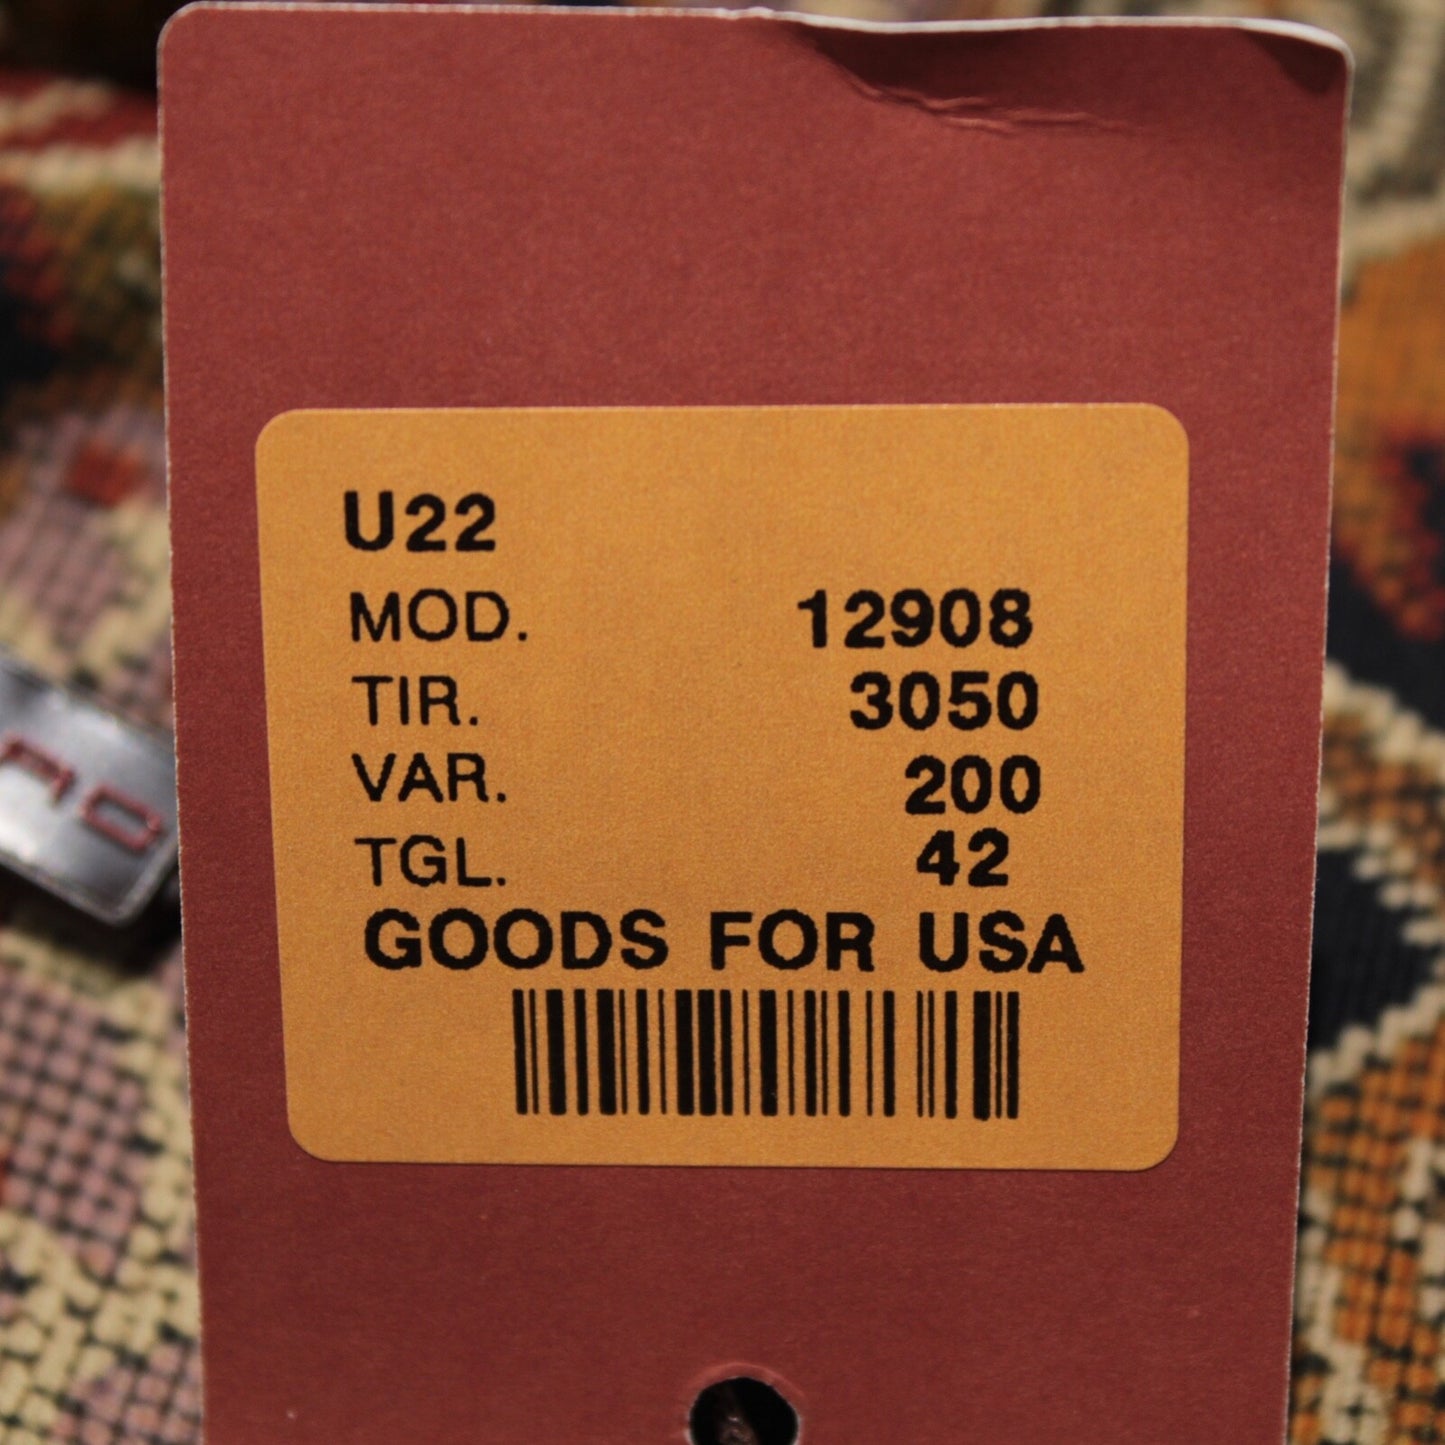 U22
MOD. 12908
TIR. 3050
VAR. 200
TGL. 42
GOODS FOR USA